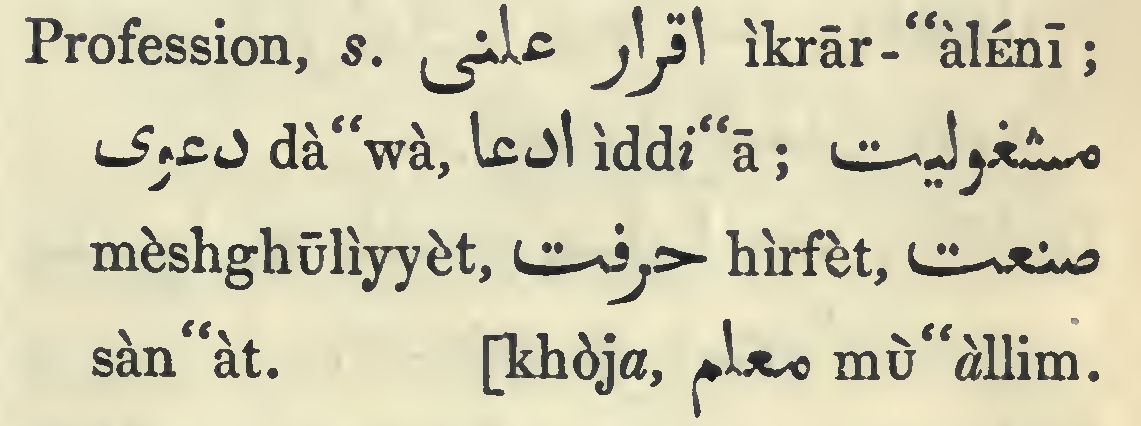 Profession, s. اقرار علنی ìkrār-“àlÉnī ;
دعوی dà“wà, ادعا ìddi“ā ; مشغولیت
mèshghūlìyyèt, حرفت hìrfèt, صنعت
sàn“àt. [khòja, معلم mù“àllim.